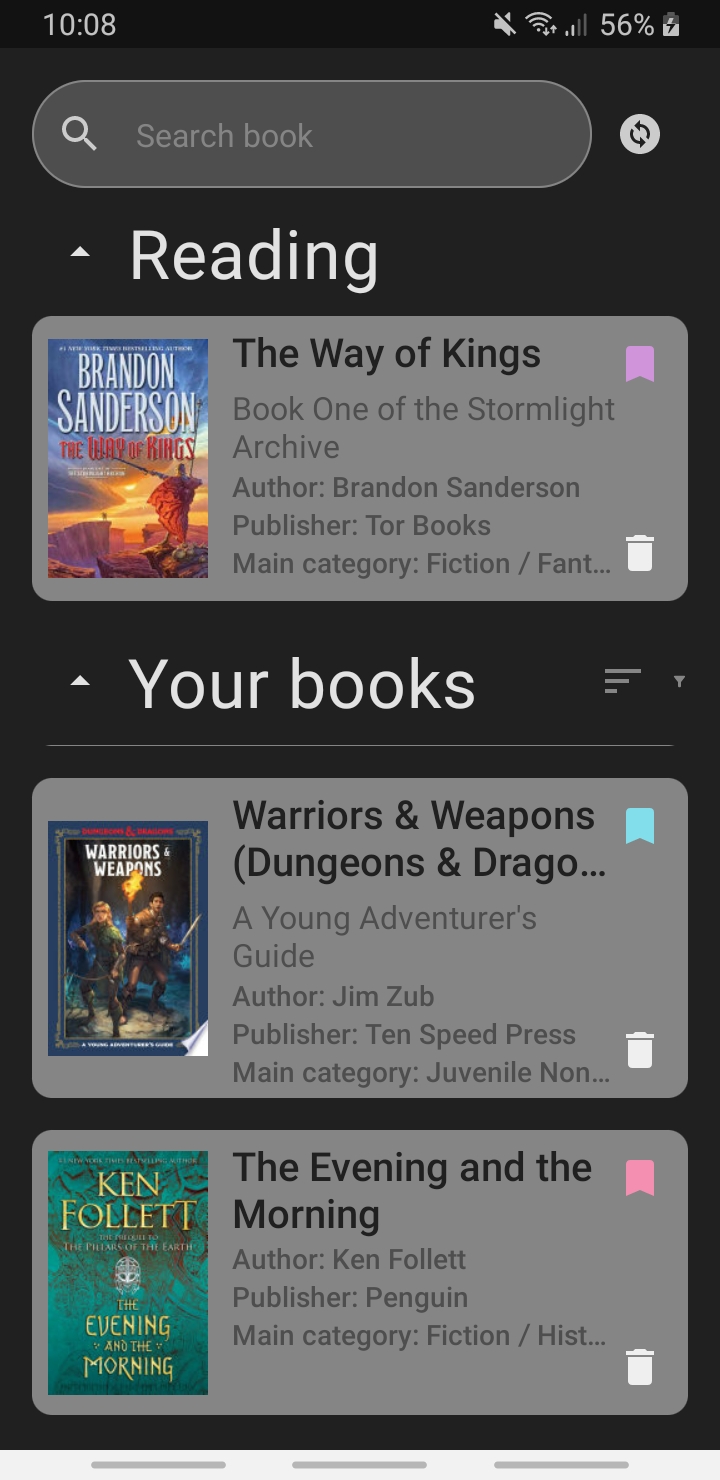 10:08
56%
Search book
Reading
#1 NEW YORK TIMES BESTSELLING AUTHOR
BRANDON
SANDERSON
THE WAY OF KINGS
The Way of Kings
Book One of the Stormlight
Archive
Author: Brandon Sanderson
Publisher: Tor Books
Main category: Fiction / Fant...
Your books
DUNGEONS & DRAGONS
WARRIORS &
WEAPONS
A YOUNG ADVENTURER'S GUIDE
Warriors & Weapons
(Dungeons & Drago...
A Young Adventurer's
Guide
Author: Jim Zub
Publisher: Ten Speed Press
Main category: Juvenile Non...
#1 NEW YORK TIMES BESTSELLING AUTHOR
KEN
FOLLETT
THE PREQUEL TO
THE PILLARS OF THE EARTH
THE
EVENING
AND THE
MORNING
The Evening and the
Morning
Author: Ken Follett
Publisher: Penguin
Main category: Fiction / Hist...